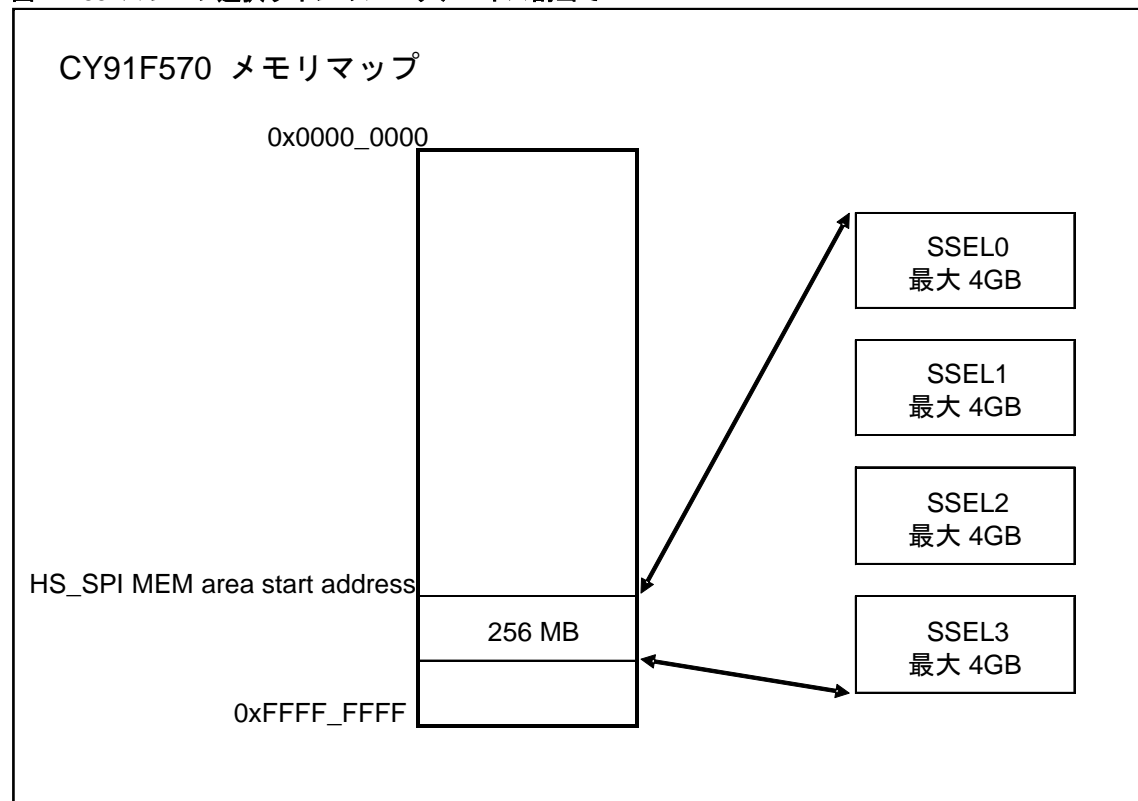 CY91F570 メモリマップ
0x0000_0000
SSEL0
最大 4GB
SSEL1
最大 4GB
SSEL2
最大 4GB
HS_SPI MEM area start address
256 MB
SSEL3
最大 4GB
0xFFFF_FFFF